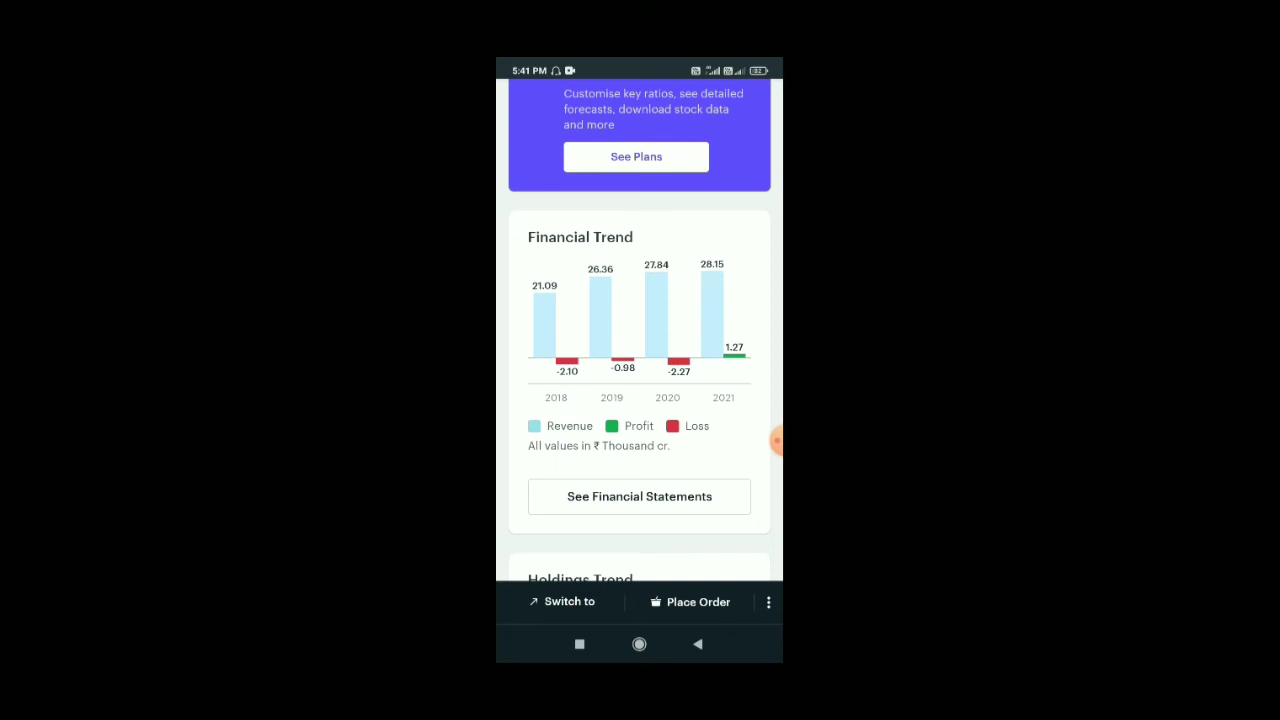 5:41 PM
Customise key ratios, see detailed
forecasts, download stock data
and more
See Plans
Financial Trend
21.09 26.36 27.84 28.15
-2.10 -0.98 -2.27 1.27
2018 2019 2020 2021
Revenue Profit Loss
All values in ₹ Thousand cr.
See Financial Statements
Holdings Trend
Switch to Place Order